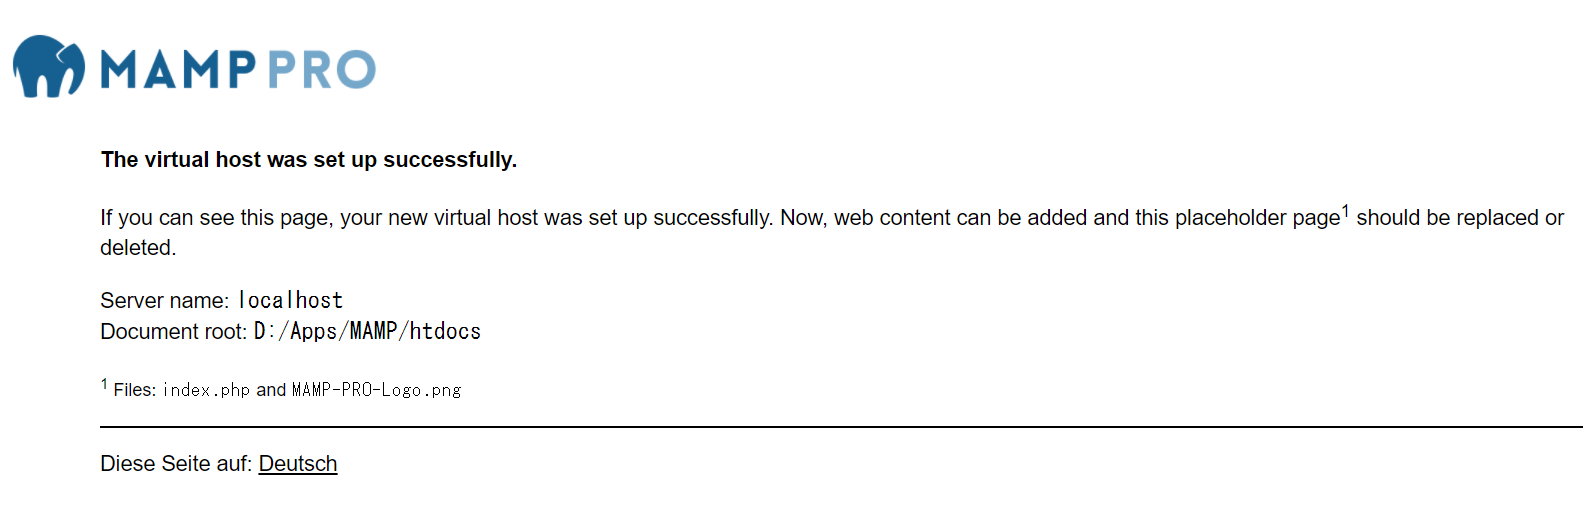 MAMP PRO
The virtual host was set up successfully.
If you can see this page, your new virtual host was set up successfully. Now, web content can be added and this placeholder page1 should be replaced or
deleted.
Server name: localhost
Document root: D:/Apps/MAMP/htdocs
1 Files: index.php and MAMP-PRO-Logo.png
Diese Seite auf: Deutsch